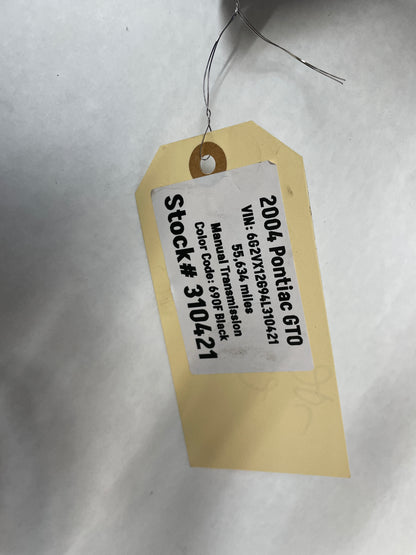 2004 Pontiac GTO
VIN: 6G2VX12G94L310421
55,634 miles
Manual Transmission
Color Code: 690F Black
Stock# 310421